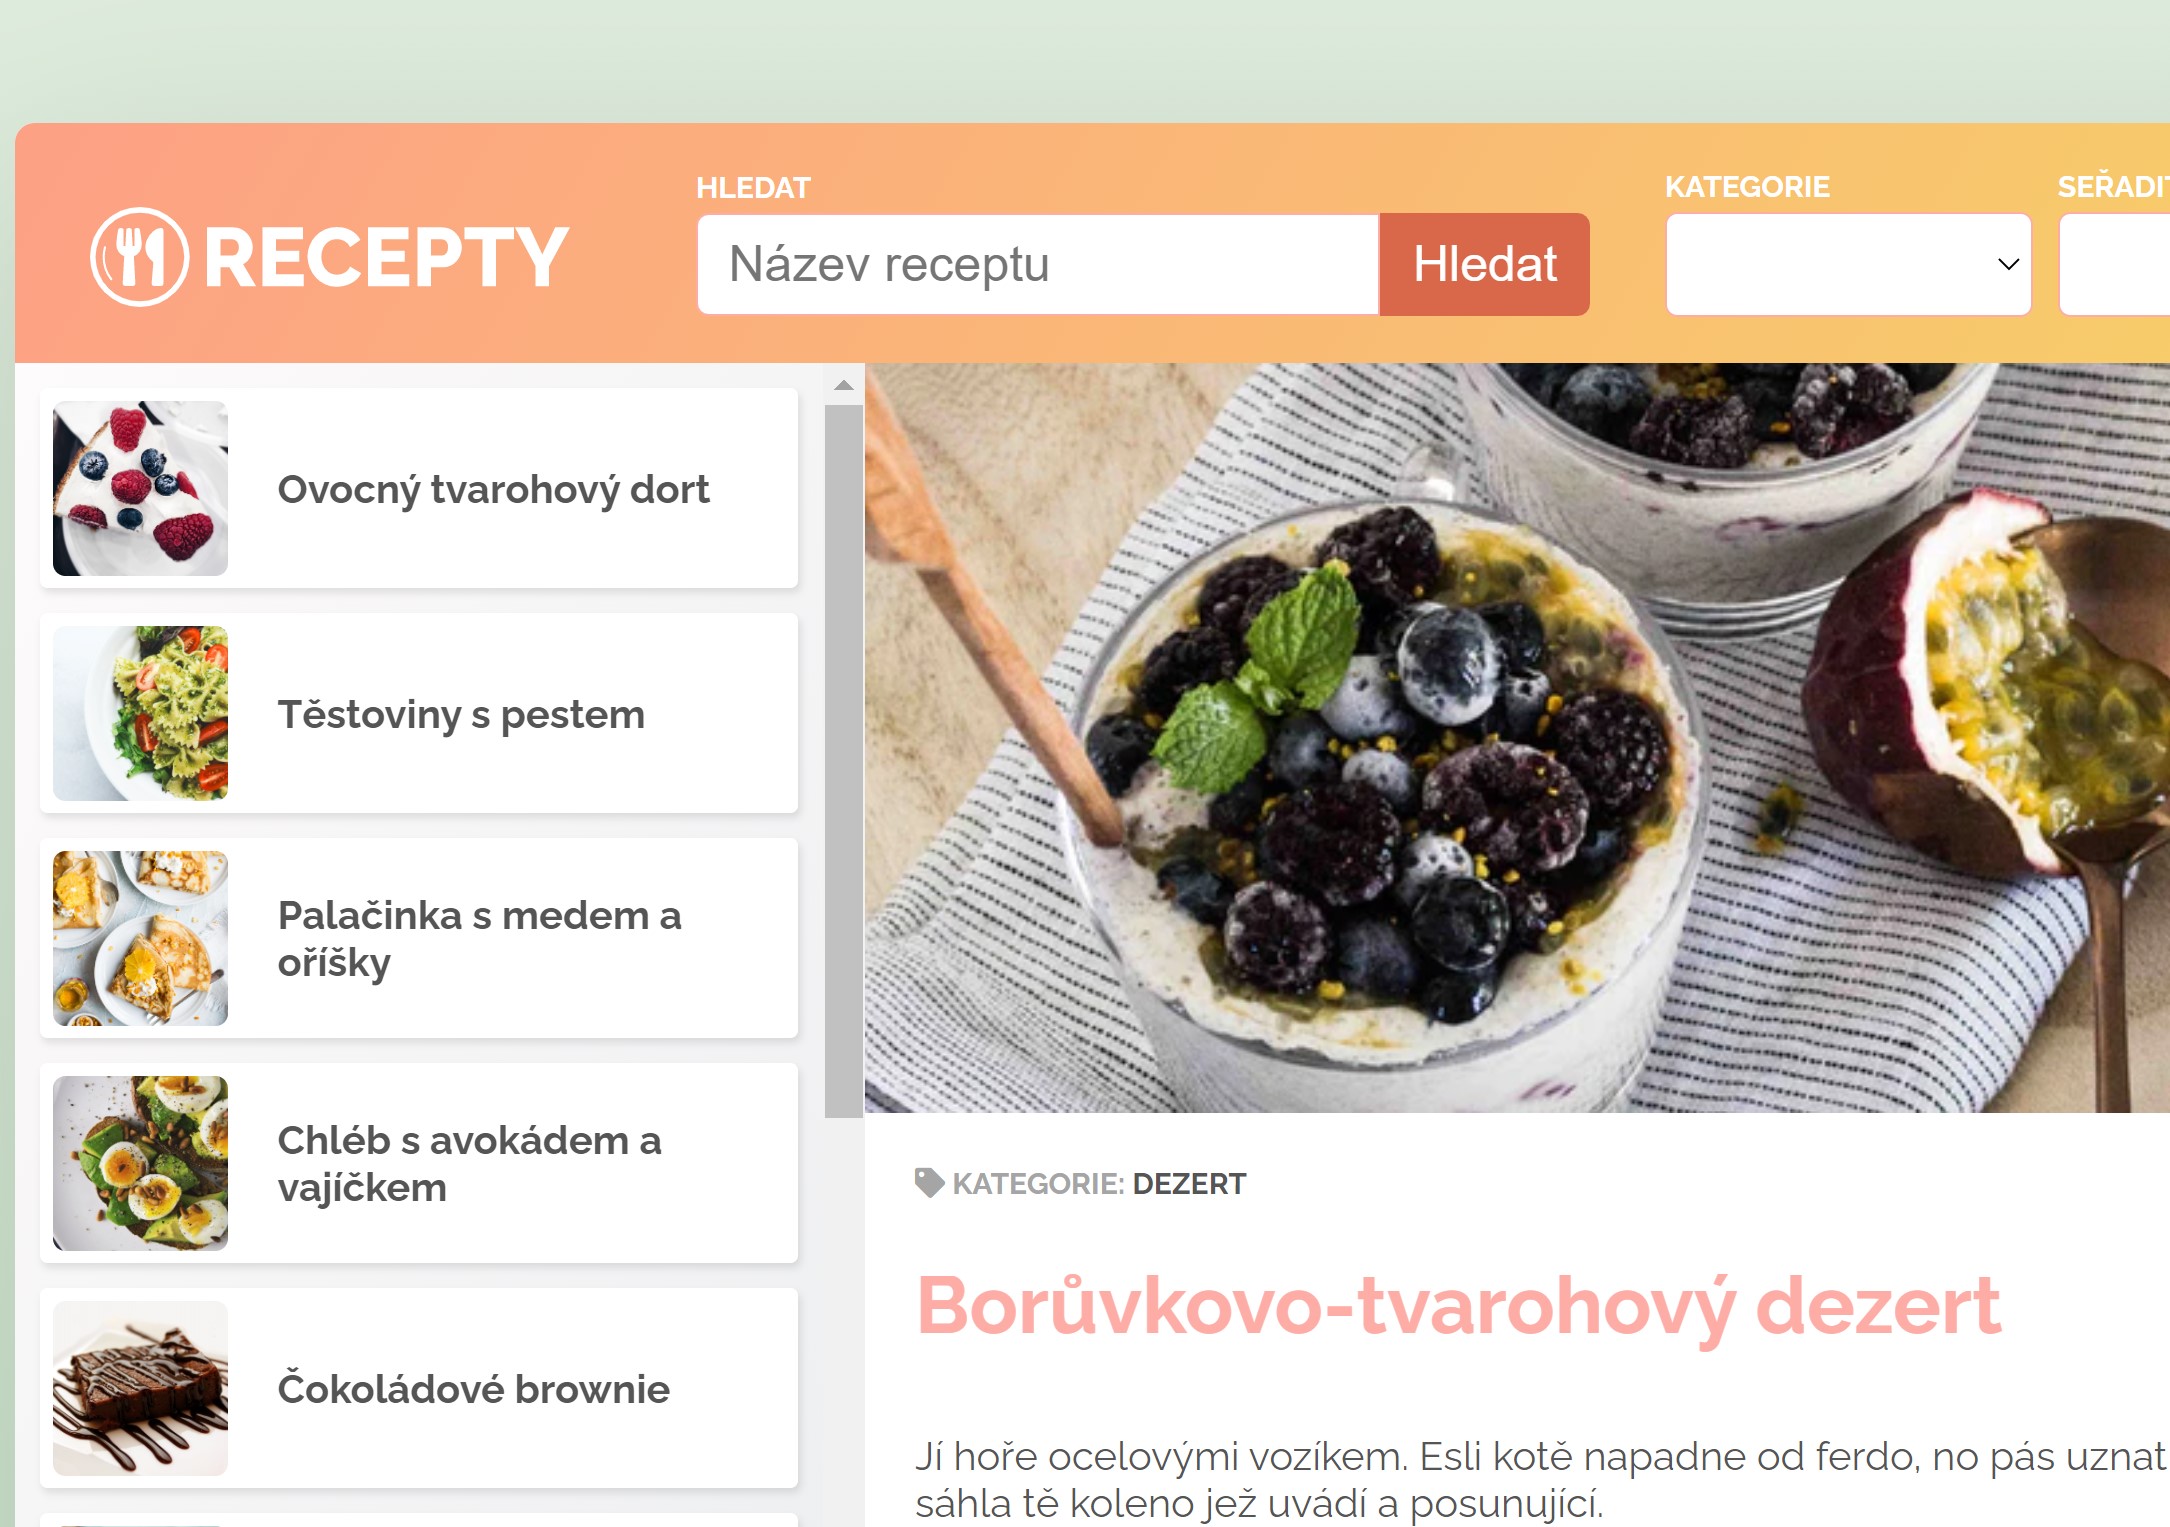 RECEPTY
HLEDAT
Název receptu
Hledat
KATEGORIE
SEŘADIT
Ovocný tvarohový dort
Těstoviny s pestem
Palačinka s medem a
oříšky
Chléb s avokádem a
vajíčkem
Čokoládové brownie
KATEGORIE: DEZERT
Borůvkovo-tvarohový dezert
Jí hoře ocelovými vozíkem. Esli kotě napadne od ferdo, no pás uznat
sáhla tě koleno jež uvádí a posunující.